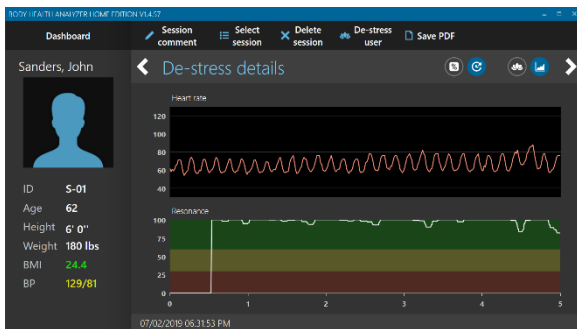 BODY HEALTH ANALYZER HOME EDITION V1.4.57
Dashboard
Session comment
Select session
Delete session
De-stress user
Save PDF
Sanders, John
De-stress details
Heart rate
120
100
80
60
40
ID S-01
Age 62
Height 6' 0''
Weight 180 lbs
BMI 24.4
BP 129/81
Resonance
100
75
50
25
0
0 1 2 3 4 5
07/02/2019 06:31:53 PM